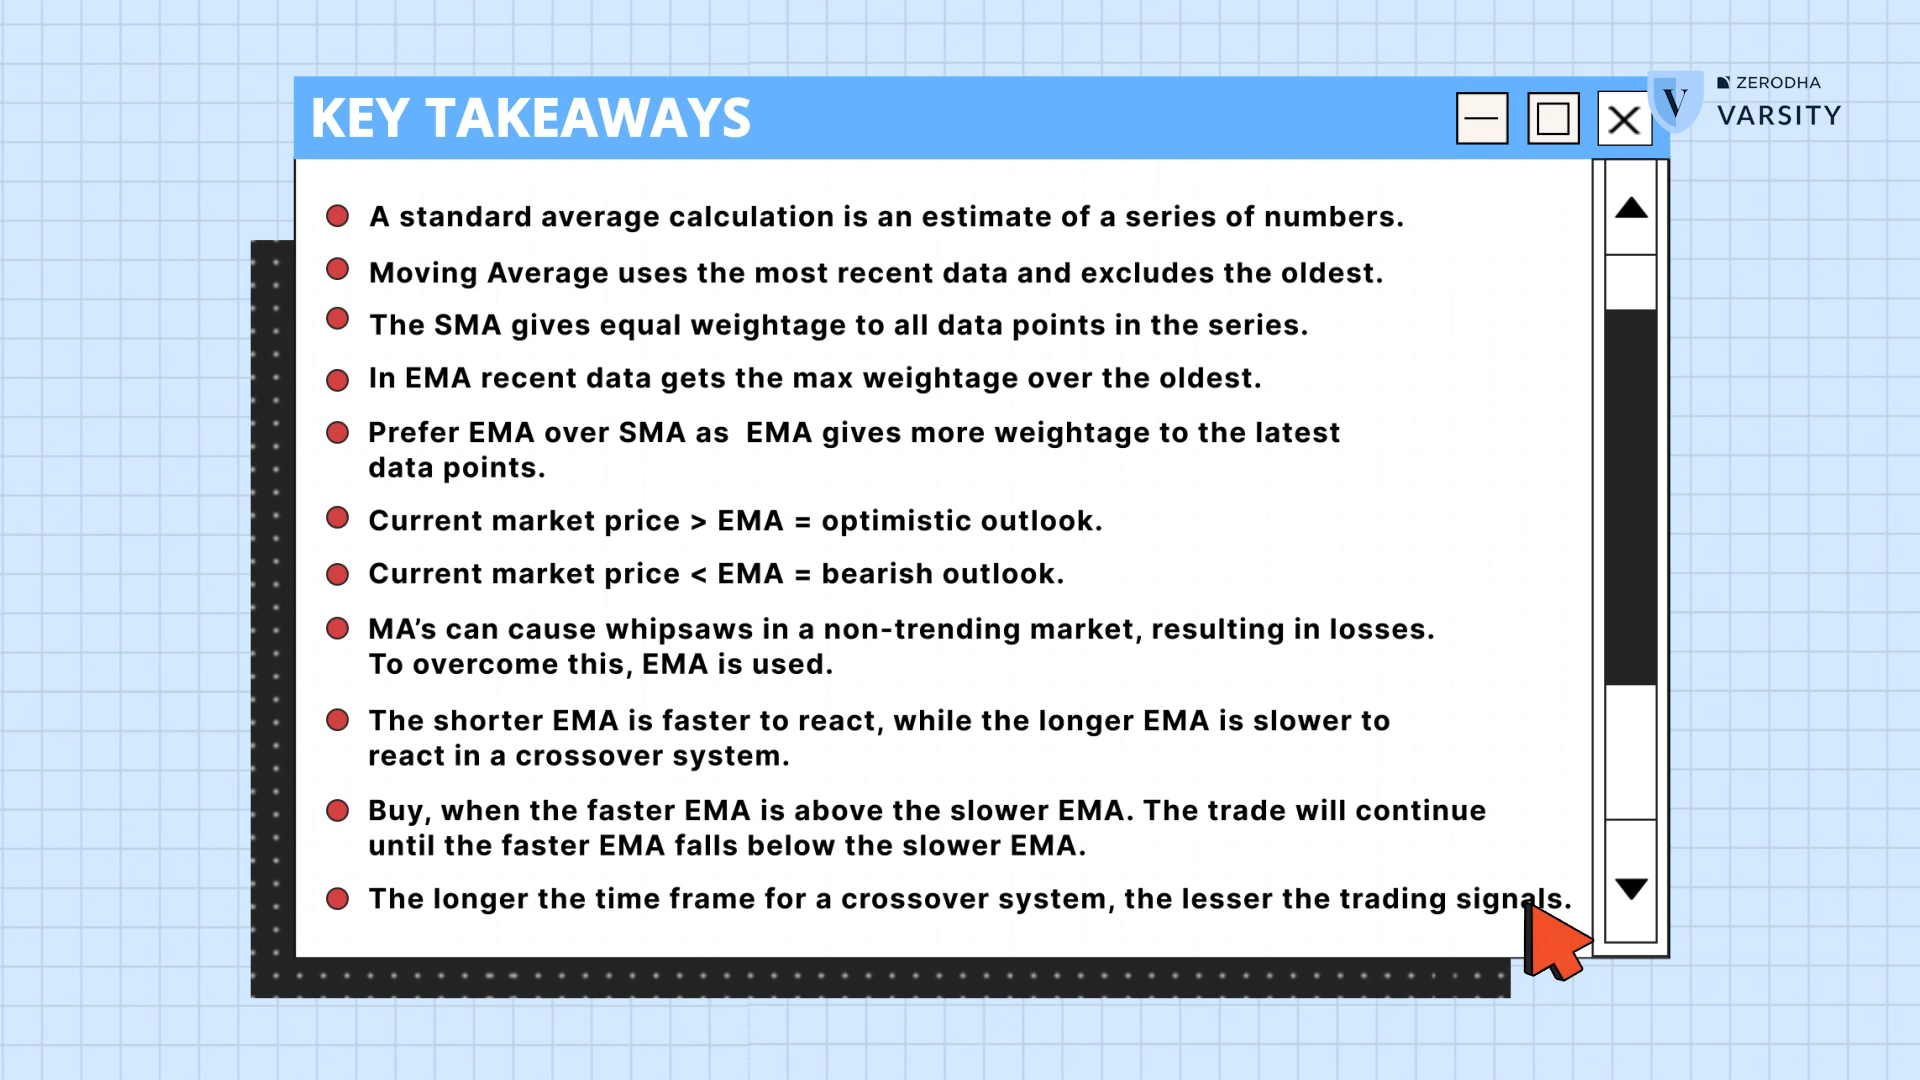 KEY TAKEAWAYS
V
ZERODHA
VARSITY
A standard average calculation is an estimate of a series of numbers.
Moving Average uses the most recent data and excludes the oldest.
The SMA gives equal weightage to all data points in the series.
In EMA recent data gets the max weightage over the oldest.
Prefer EMA over SMA as  EMA gives more weightage to the latest
data points.
Current market price > EMA = optimistic outlook.
Current market price < EMA = bearish outlook.
MA’s can cause whipsaws in a non-trending market, resulting in losses.
To overcome this, EMA is used.
The shorter EMA is faster to react, while the longer EMA is slower to
react in a crossover system.
Buy, when the faster EMA is above the slower EMA. The trade will continue
until the faster EMA falls below the slower EMA.
The longer the time frame for a crossover system, the lesser the trading signals.